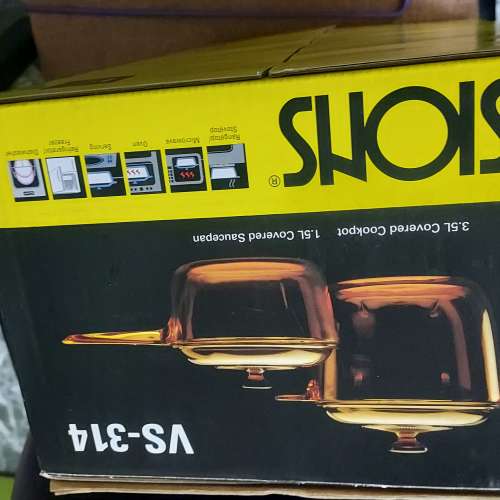 VS-314
3.5L Covered Cookpot
1.5L Covered Saucepan
SIONS®
Rangetop/
Stovetop
Microwave
Oven
Serving
Refrigerator/
Freezer
Dishwasher